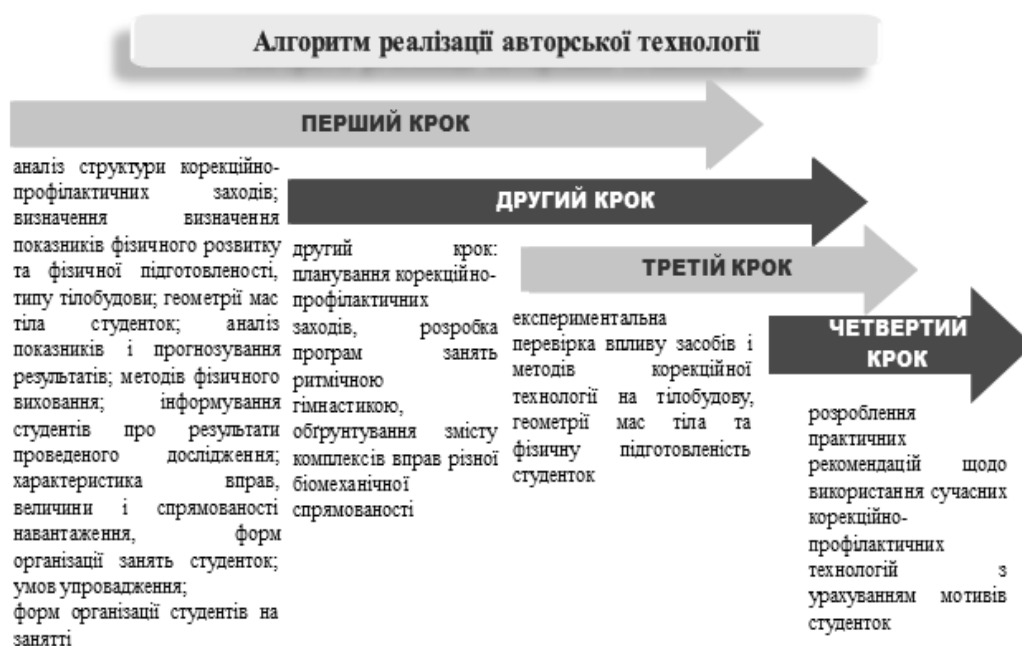 Алгоритм реалізації авторської технології
ПЕРШИЙ КРОК
аналіз структури корекційно-
профілактичних заходів;
визначення визначення
показників фізичного розвитку
та фізичної підготовленості,
типу тілобудови; геометрії мас
тіла студенток; аналіз
показників і прогнозування
результатів; методів фізичного
виховання; інформування
студентів про результати
проведеного дослідження;
характеристика вправ,
величини і спрямованості
навантаження, форм
організації занять студенток;
умов упровадження;
форм організації студентів на
занятті
ДРУГИЙ КРОК
другий крок:
планування корекційно-
профілактичних
заходів, розробка
програм занять
ритмічною
гімнастикою,
обґрунтування змісту
комплексів вправ різної
біомеханічної
спрямованості
ТРЕТІЙ КРОК
експериментальна
перевірка впливу засобів і
методів корекційної
технології на тілобудову,
геометрії мас тіла та
фізичну підготовленість
студенток
ЧЕТВЕРТИЙ
КРОК
розроблення
практичних
рекомендацій щодо
використання сучасних
корекційно-
профілактичних
технологій з
урахуванням мотивів
студенток